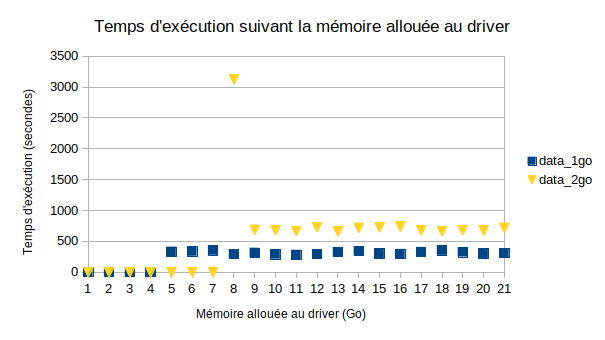 Temps d'exécution suivant la mémoire allouée au driver
Temps d'exécution (secondes)
3500
3000
2500
2000
1500
1000
500
0
1 2 3 4 5 6 7 8 9 10 11 12 13 14 15 16 17 18 19 20 21
Mémoire allouée au driver (Go)
data_1go
data_2go